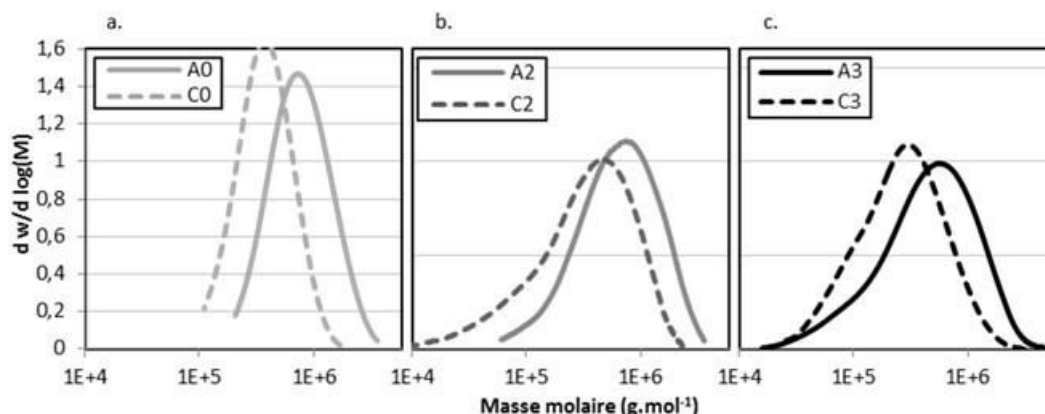 a.
b.
c.
d w/d log(M)
1,6
1,4
1,2
1
0,8
0,6
0,4
0,2
0
A0
C0
A2
C2
A3
C3
1E+4 1E+5 1E+6
1E+4 1E+5 1E+6
1E+4 1E+5 1E+6
Masse molaire (g.mol⁻¹)